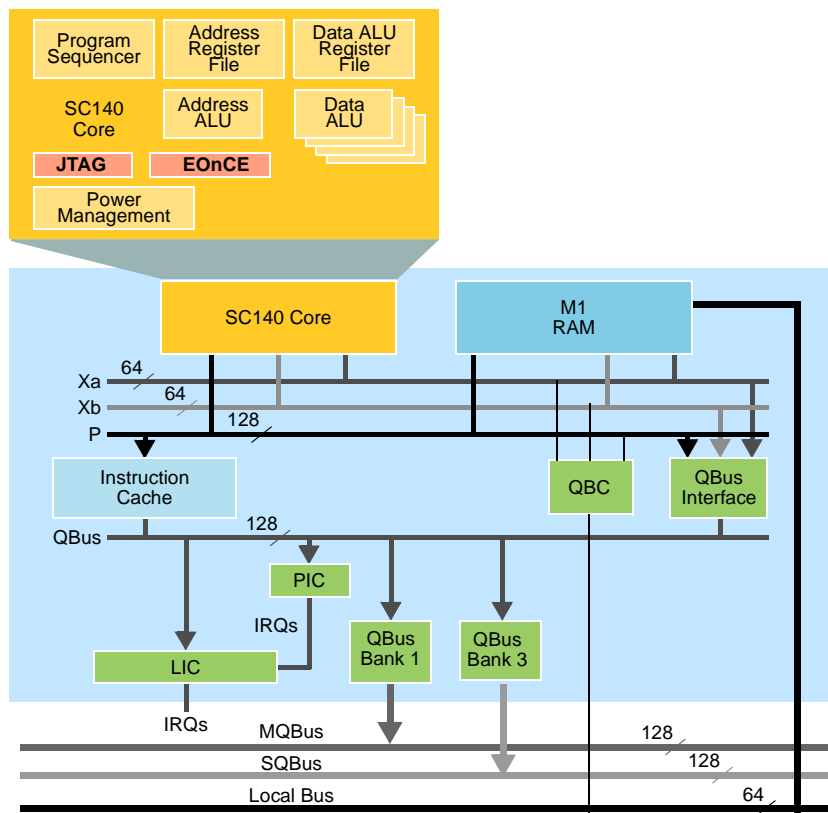 Program
Sequencer
Address
Register
File
Data ALU
Register
File
SC140
Core
Address
ALU
Data
ALU
JTAG
EOnCE
Power
Management
SC140 Core
M1
RAM
Xa
64
Xb
64
P
128
Instruction
Cache
QBC
QBus
Interface
QBus
128
PIC
IRQs
LIC
QBus
Bank 1
QBus
Bank 3
IRQs
MQBus
128
SQBus
128
Local Bus
64